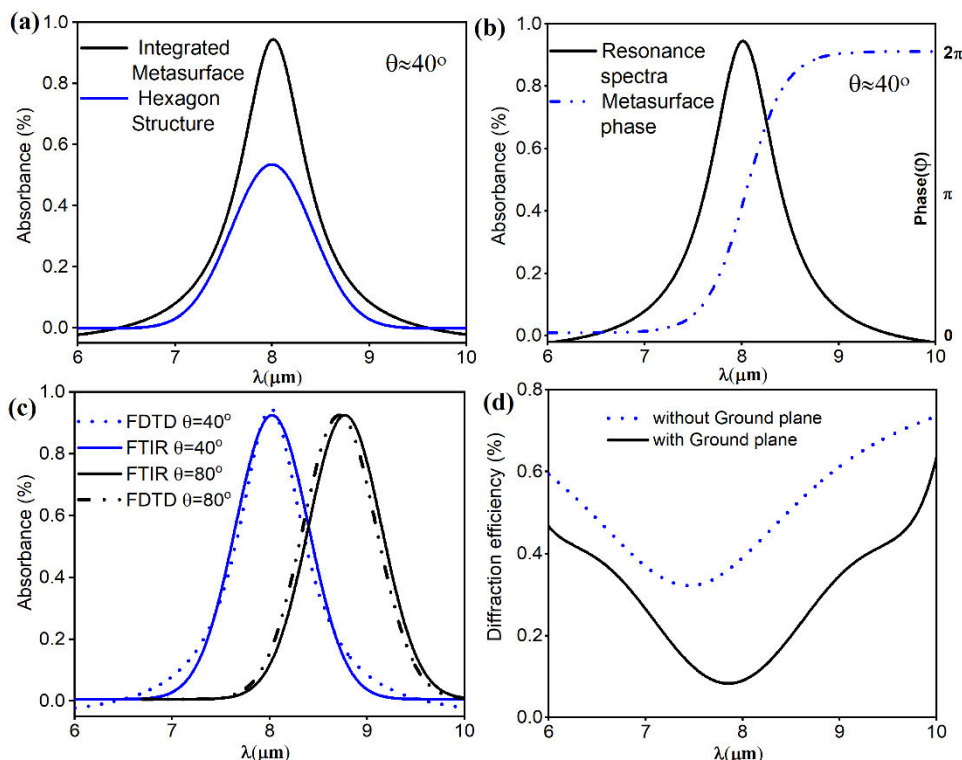 (a)
1.0
0.8
0.6
0.4
0.2
0.0
Absorbance (%)
Integrated
Metasurface
Hexagon
Structure
θ≈40°
6
7
8
9
10
λ(μm)
(b)
1.0
0.8
0.6
0.4
0.2
0.0
Absorbance (%)
Resonance
spectra
Metasurface
phase
θ≈40°
2π
π
0
Phase(φ)
6
7
8
9
10
λ(μm)
(c)
1.0
0.8
0.6
0.4
0.2
0.0
Absorbance (%)
FDTD θ=40°
FTIR θ=40°
FTIR θ=80°
FDTD θ=80°
6
7
8
9
10
λ(μm)
(d)
0.8
0.6
0.4
0.2
0.0
Diffraction efficiency (%)
without Ground plane
with Ground plane
6
7
8
9
10
λ(μm)